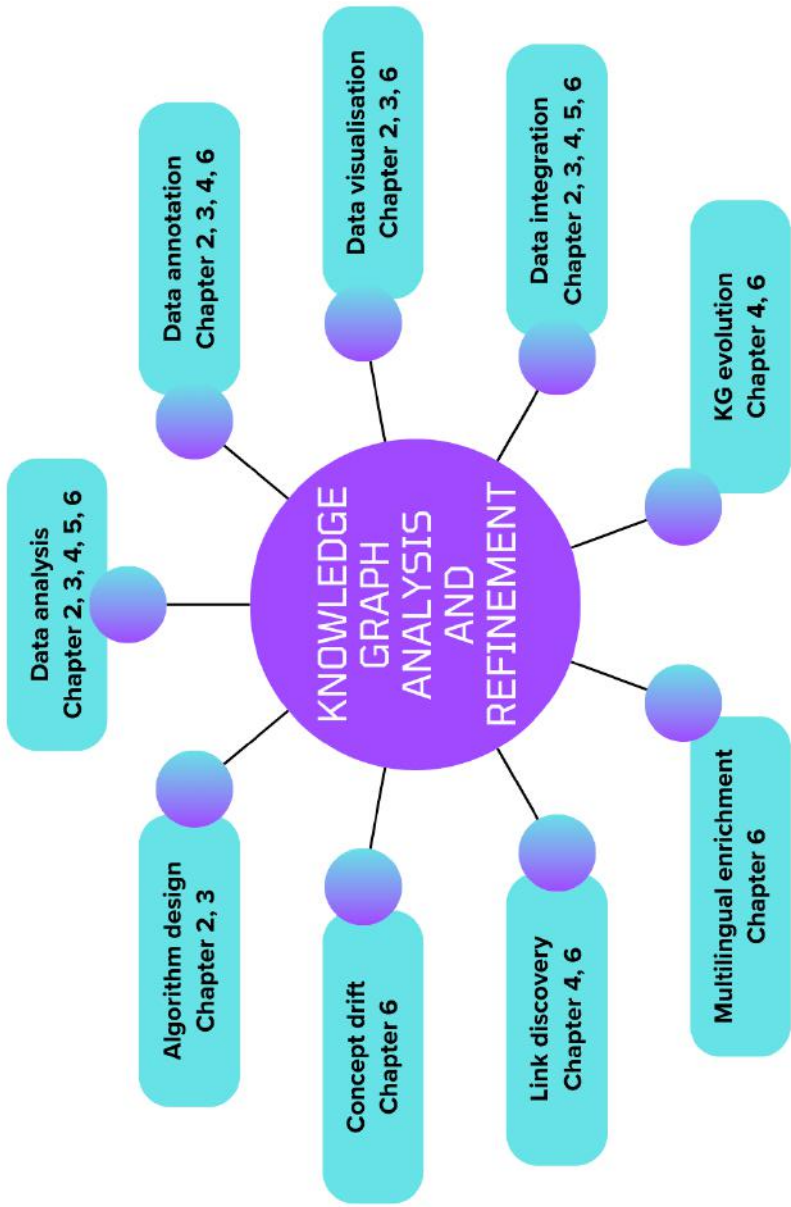 Data analysis
Chapter 2, 3, 4, 5, 6
Data annotation
Chapter 2, 3, 4, 6
Data visualisation
Chapter 2, 3, 6
Data integration
Chapter 2, 3, 4, 5, 6
KG evolution
Chapter 4, 6
Multilingual enrichment
Chapter 6
Link discovery
Chapter 4, 6
Concept drift
Chapter 6
Algorithm design
Chapter 2, 3
KNOWLEDGE
GRAPH
ANALYSIS
AND
REFINEMENT